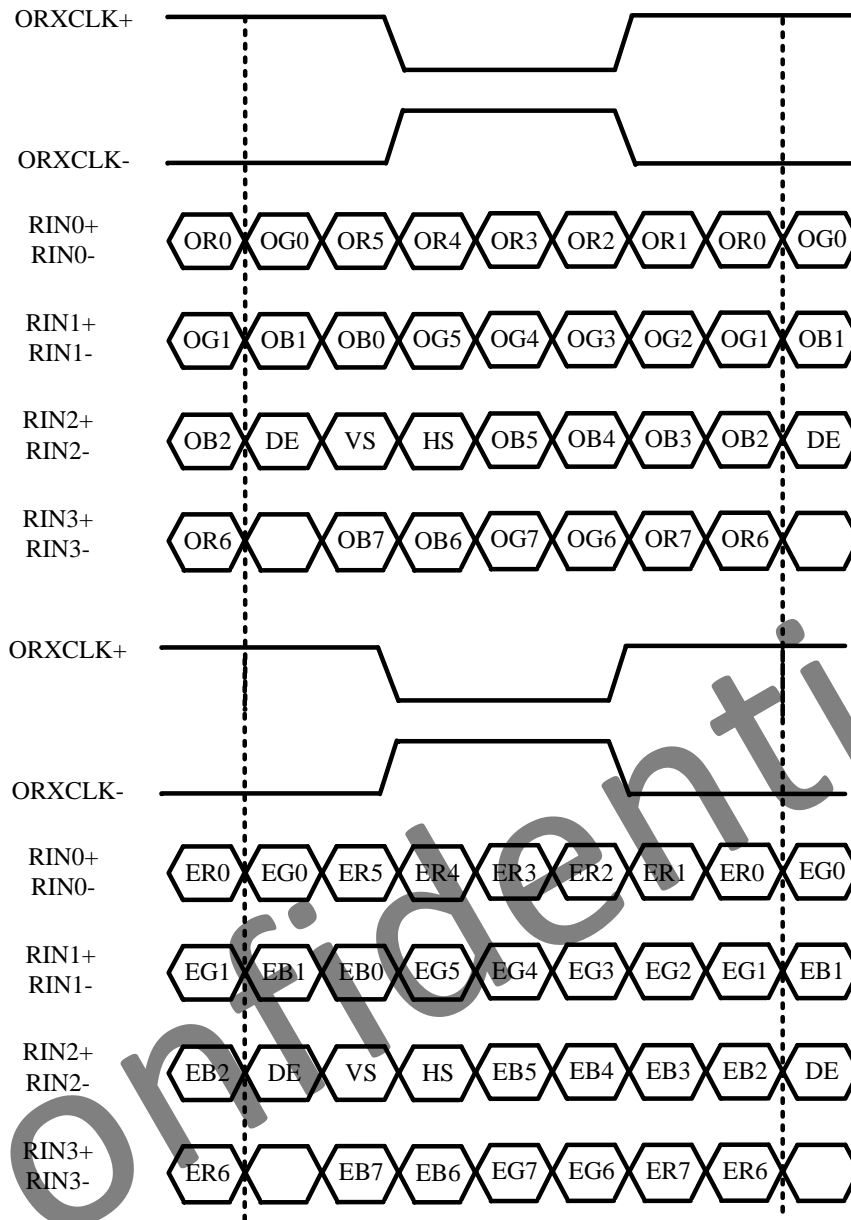 ORXCLK+
ORXCLK-
RIN0+
RIN0-
OR0 OG0 OR5 OR4 OR3 OR2 OR1 OR0 OG0
RIN1+
RIN1-
OG1 OB1 OB0 OG5 OG4 OG3 OG2 OG1 OB1
RIN2+
RIN2-
OB2 DE VS HS OB5 OB4 OB3 OB2 DE
RIN3+
RIN3-
OR6 OB7 OB6 OG7 OG6 OR7 OR6
ORXCLK+
ORXCLK-
RIN0+
RIN0-
ER0 EG0 ER5 ER4 ER3 ER2 ER1 ER0 EG0
RIN1+
RIN1-
EG1 EB1 EB0 EG5 EG4 EG3 EG2 EG1 EB1
RIN2+
RIN2-
EB2 DE VS HS EB5 EB4 EB3 EB2 DE
RIN3+
RIN3-
ER6 EB7 EB6 EG7 EG6 ER7 ER6
onfidenti